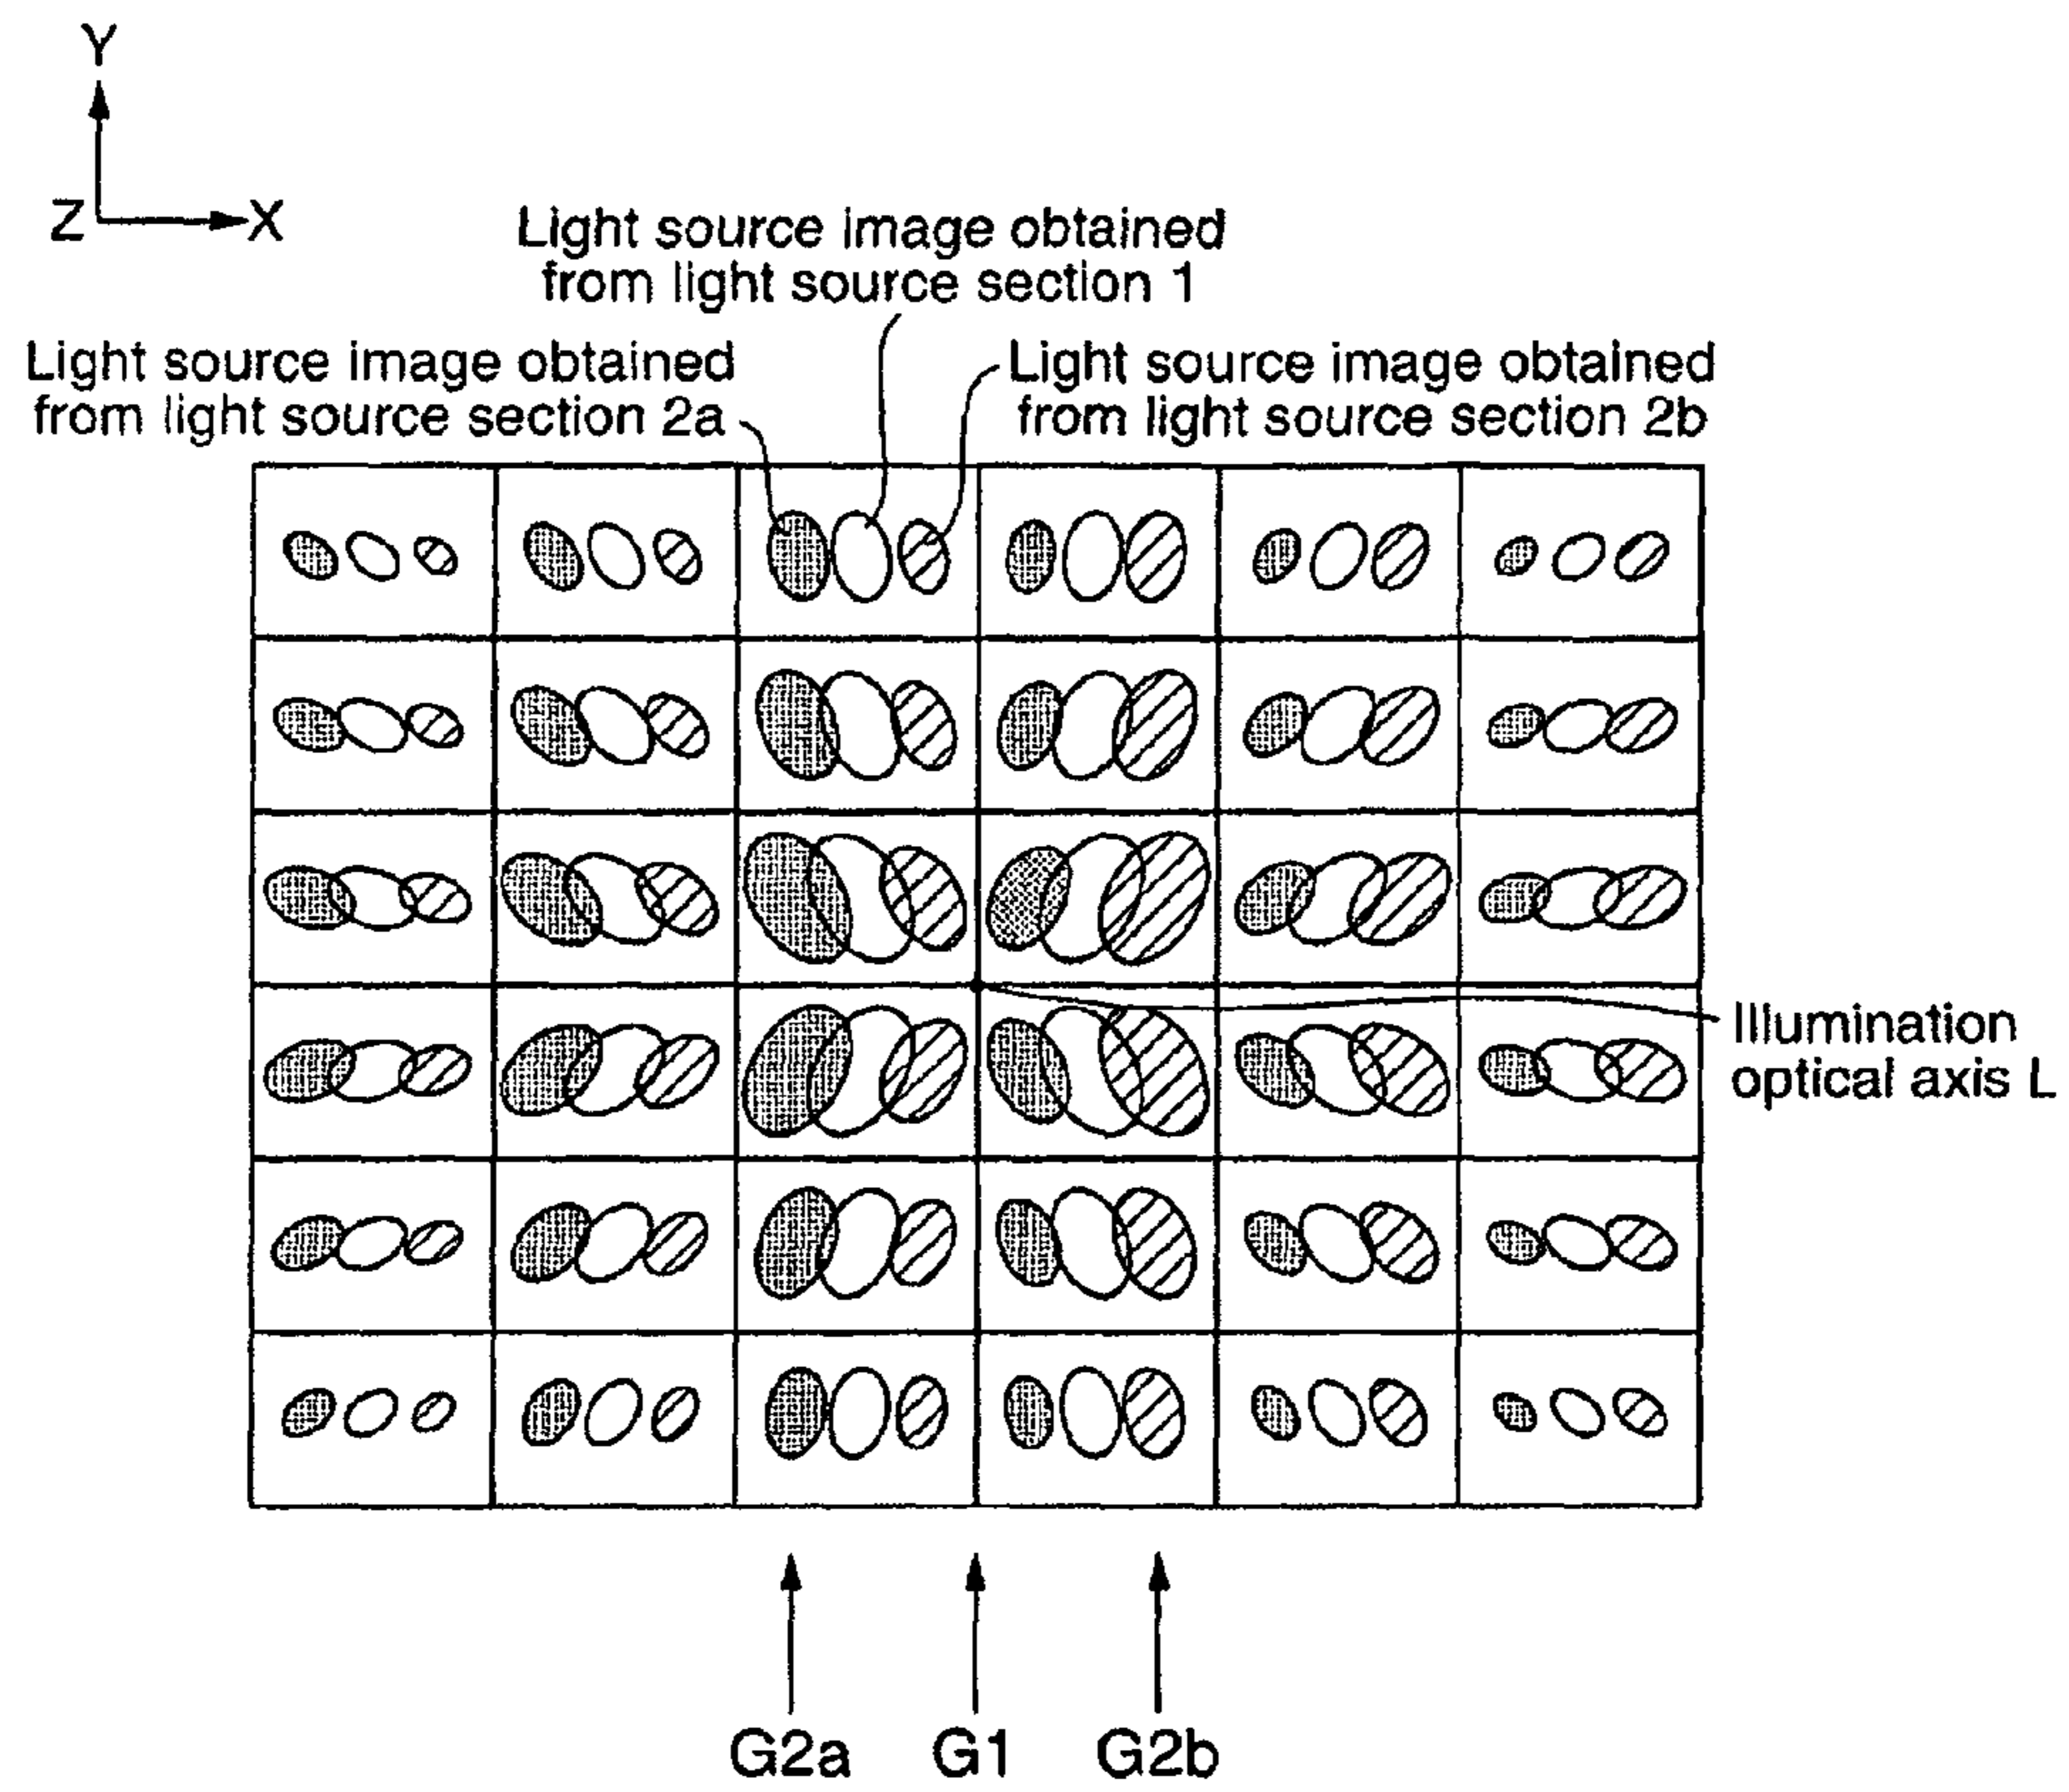 Y
Z X
Light source image obtained
from light source section 1
Light source image obtained
from light source section 2a
Light source image obtained
from light source section 2b
Illumination
optical axis L
G2a G1 G2b